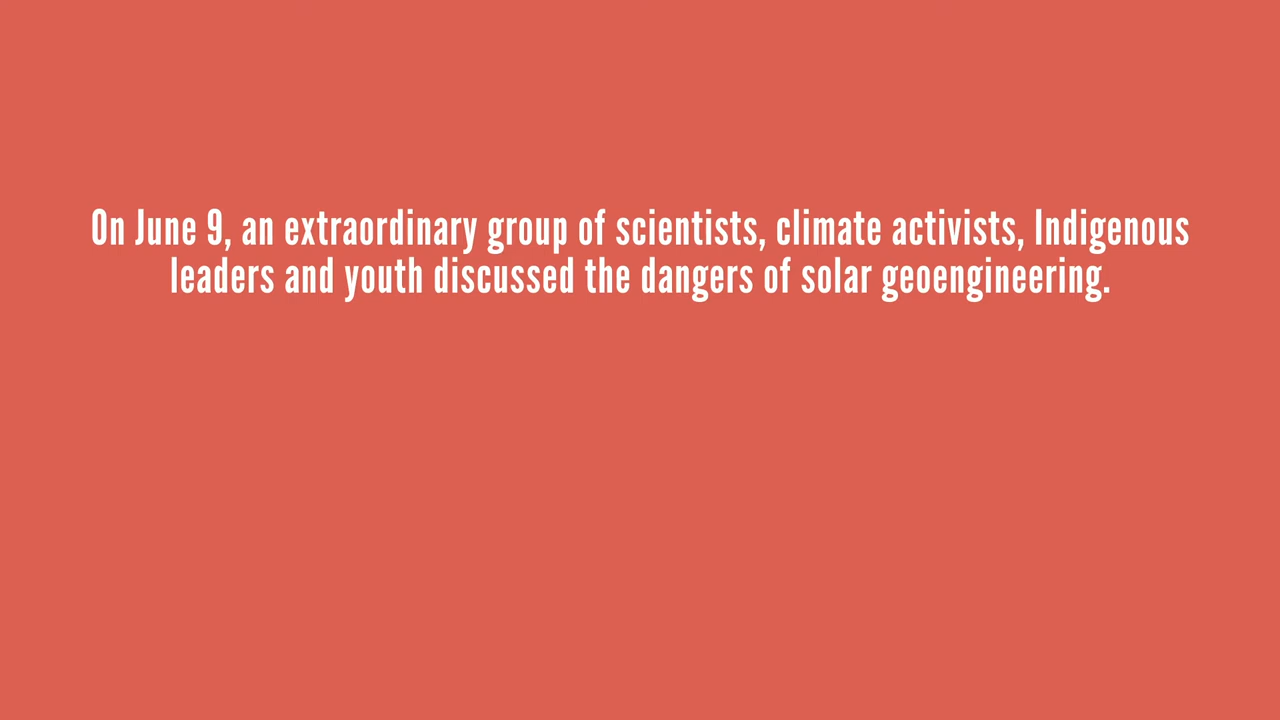 On June 9, an extraordinary group of scientists, climate activists, Indigenous
leaders and youth discussed the dangers of solar geoengineering.